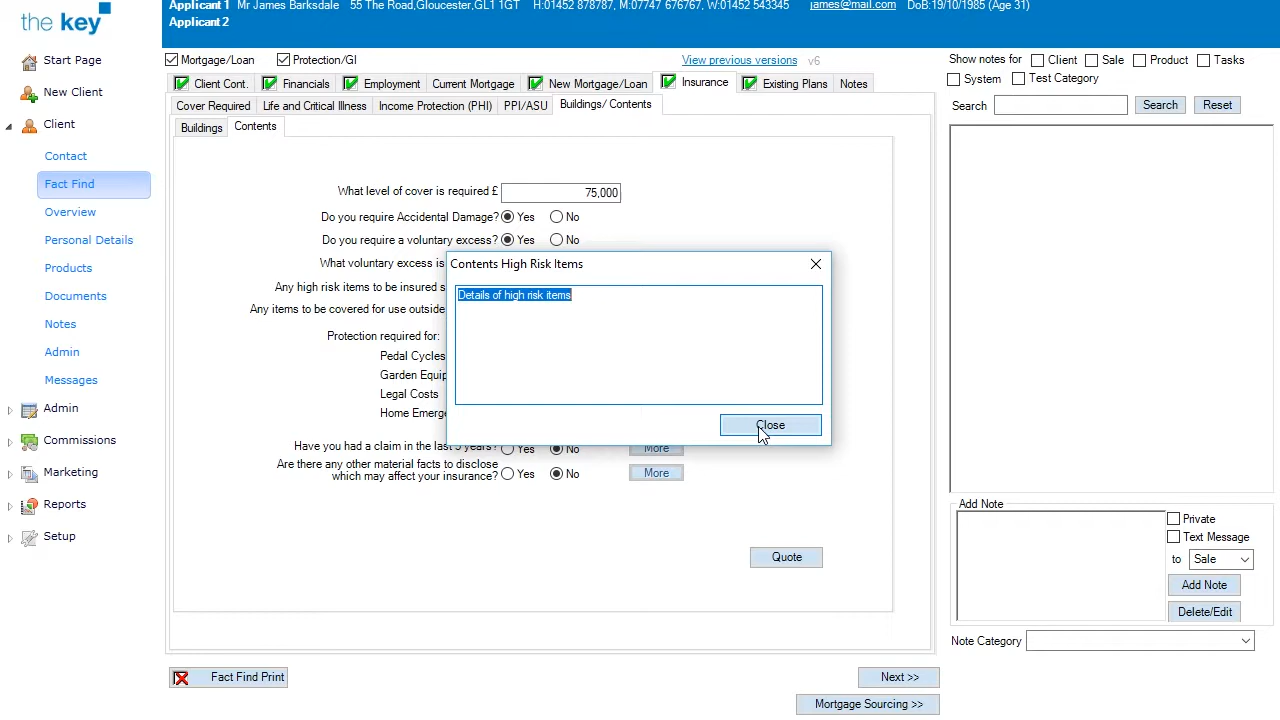 the key
Applicant 1 Mr James Barksdale 55 The Road,Gloucester,GL1 1GT H:01452 878787, M:07747 676767, W:01452 543345 james@mail.com DoB:19/10/1985 (Age 31)
Applicant 2
Start Page
New Client
Client
Contact
Fact Find
Overview
Personal Details
Products
Documents
Notes
Admin
Messages
Admin
Commissions
Marketing
Reports
Setup
Mortgage/Loan Protection/GI View previous versions v6
Client Cont. Financials Employment Current Mortgage New Mortgage/Loan Insurance Existing Plans Notes
Cover Required Life and Critical Illness Income Protection (PHI) PPI/ASU Buildings/ Contents
Buildings Contents
What level of cover is required £ 75,000
Do you require Accidental Damage? Yes No
Do you require a voluntary excess? Yes No
What voluntary excess is
Any high risk items to be insured s
Any items to be covered for use outside
Protection required for:
Pedal Cycles
Garden Equip
Legal Costs
Home Emerge
Contents High Risk Items
Details of high risk items
Close
Have you had a claim in the last 5 years? Yes No More
Are there any other material facts to disclose
which may affect your insurance? Yes No More
Quote
Fact Find Print
Next >>
Mortgage Sourcing >>
Show notes for Client Sale Product Tasks
System Test Category
Search Search Reset
Add Note
Private
Text Message
to Sale
Add Note
Delete/Edit
Note Category